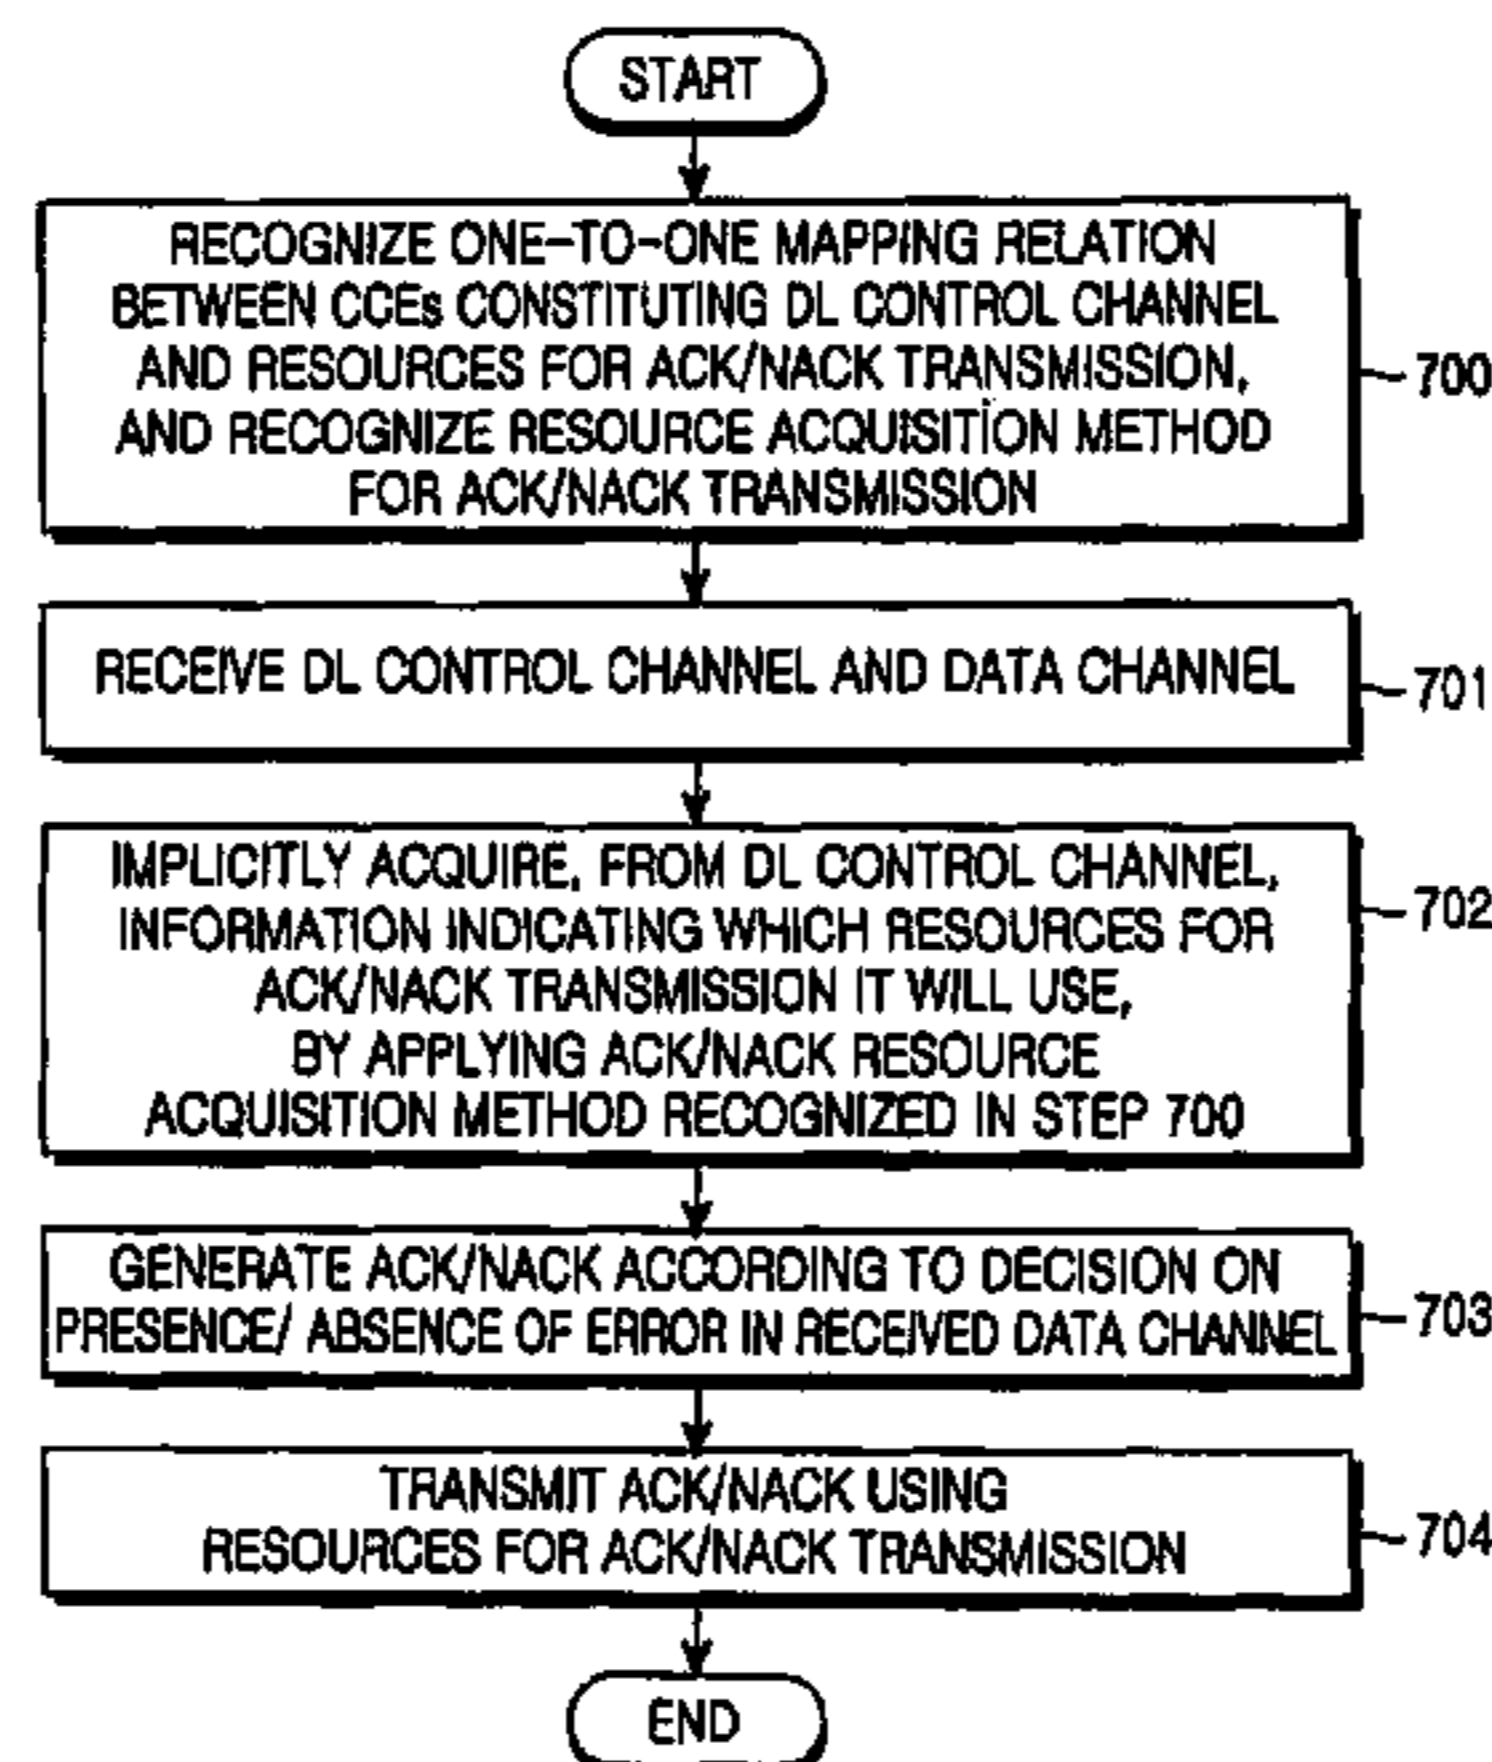 START
RECOGNIZE ONE-TO-ONE MAPPING RELATION
BETWEEN CCEs CONSTITUTING DL CONTROL CHANNEL
AND RESOURCES FOR ACK/NACK TRANSMISSION,
AND RECOGNIZE RESOURCE ACQUISITION METHOD
FOR ACK/NACK TRANSMISSION
700
RECEIVE DL CONTROL CHANNEL AND DATA CHANNEL
701
IMPLICITLY ACQUIRE, FROM DL CONTROL CHANNEL,
INFORMATION INDICATING WHICH RESOURCES FOR
ACK/NACK TRANSMISSION IT WILL USE,
BY APPLYING ACK/NACK RESOURCE
ACQUISITION METHOD RECOGNIZED IN STEP 700
702
GENERATE ACK/NACK ACCORDING TO DECISION ON
PRESENCE/ ABSENCE OF ERROR IN RECEIVED DATA CHANNEL
703
TRANSMIT ACK/NACK USING
RESOURCES FOR ACK/NACK TRANSMISSION
704
END